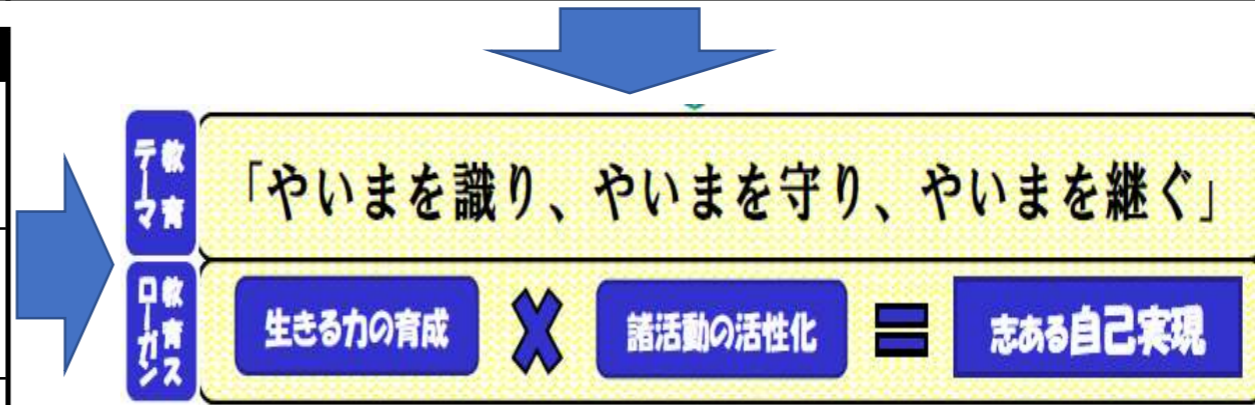 教育テーマ
「やいまを識り、やいまを守り、やいまを継ぐ」
教育スローガン
生きる力の育成 × 諸活動の活性化 = 志ある自己実現